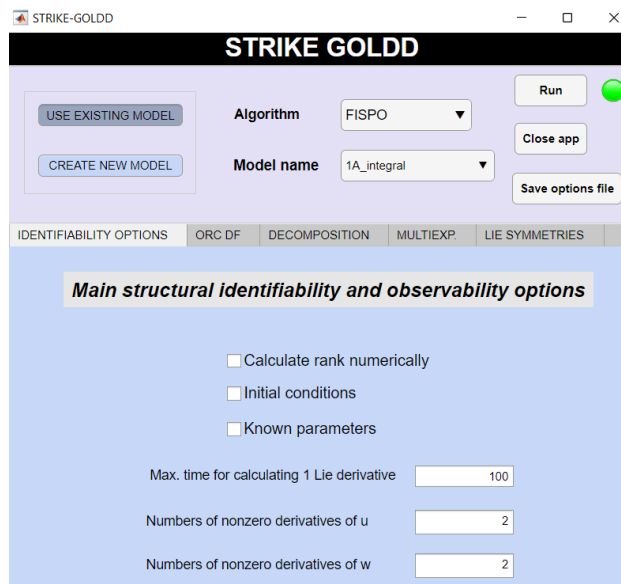 STRIKE-GOLDD
STRIKE GOLDD
USE EXISTING MODEL
CREATE NEW MODEL
Algorithm
FISPO
Model name
1A_integral
Run
Close app
Save options file
IDENTIFIABILITY OPTIONS ORC DF DECOMPOSITION MULTIEXP. LIE SYMMETRIES
Main structural identifiability and observability options
Calculate rank numerically
Initial conditions
Known parameters
Max. time for calculating 1 Lie derivative 100
Numbers of nonzero derivatives of u 2
Numbers of nonzero derivatives of w 2